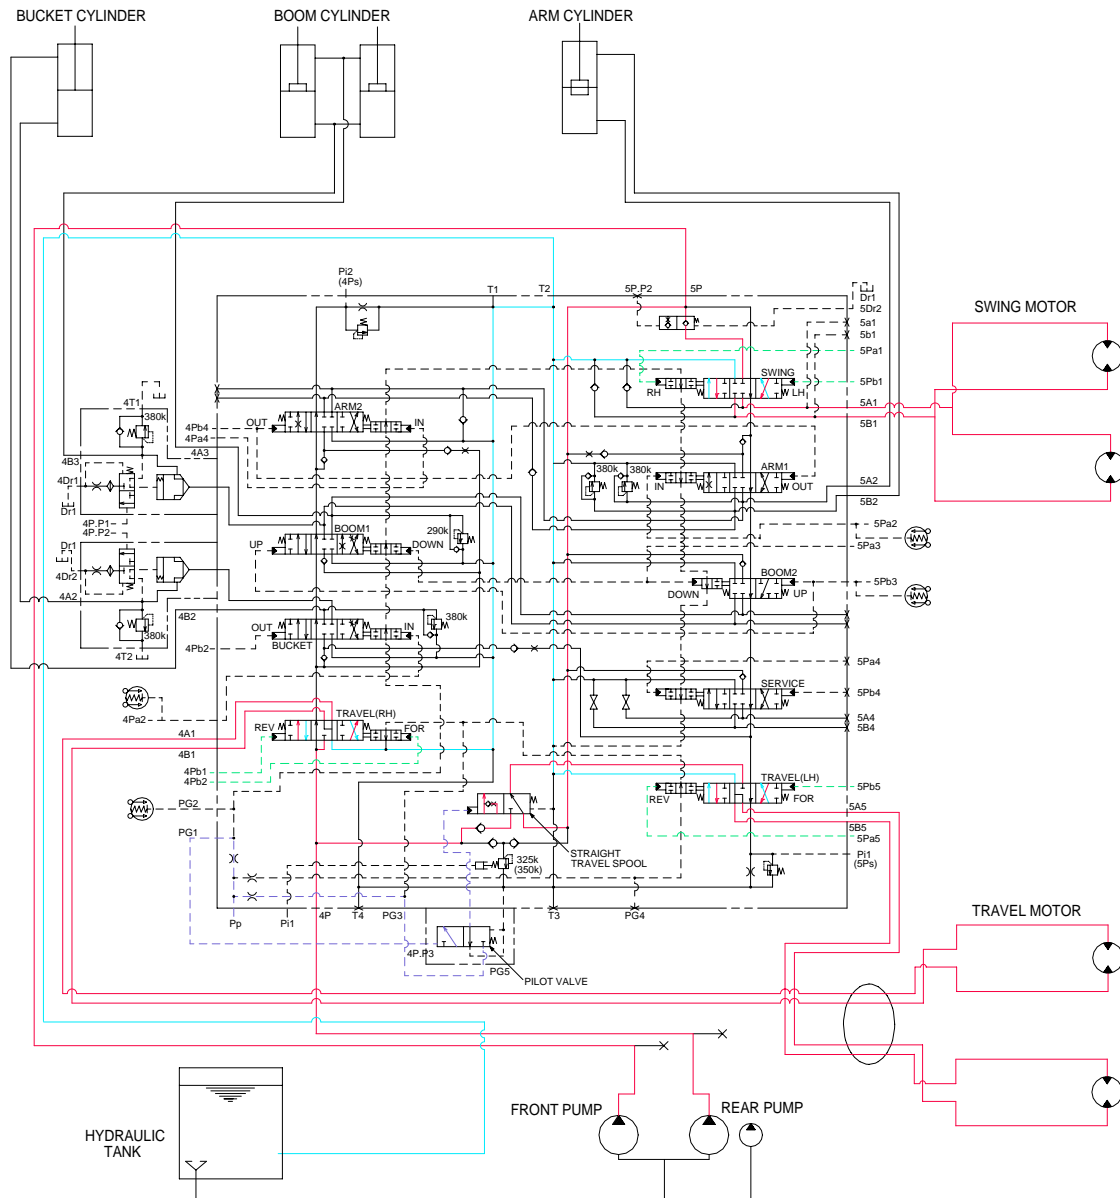 BUCKET CYLINDER
BOOM CYLINDER
ARM CYLINDER
Pi2
(4Ps)
T1
T2
5P.P2
5P
Dr1
5Dr2
5a1
5b1
5Pa1
SWING MOTOR
SWING
RH
LH
5Pb1
5A1
5B1
4T1
380k
4Pb4
4Pa4
4A3
OUT
ARM2
IN
4B3
4Dr1
Dr1
4P.P1
4P.P2
380k
380k
ARM1
IN
OUT
5A2
5B2
5Pa2
5Pa3
Dr1
4Dr2
4A2
4B2
380k
4T2
UP
BOOM1
DOWN
290k
BOOM2
DOWN
UP
5Pb3
OUT
BUCKET
IN
380k
4Pb2
4Pa2
5Pa4
SERVICE
5Pb4
5A4
5B4
4A1
4B1
REV
TRAVEL(RH)
FOR
4Pb1
4Pb2
PG2
PG1
TRAVEL(LH)
REV
FOR
5Pb5
5A5
5B5
5Pa5
STRAIGHT
TRAVEL SPOOL
325k
(350k)
Pi1
(5Ps)
Pp
Pi1
4P
T4
PG3
T3
PG4
4P.P3
PG5
PILOT VALVE
TRAVEL MOTOR
HYDRAULIC
TANK
FRONT PUMP
REAR PUMP